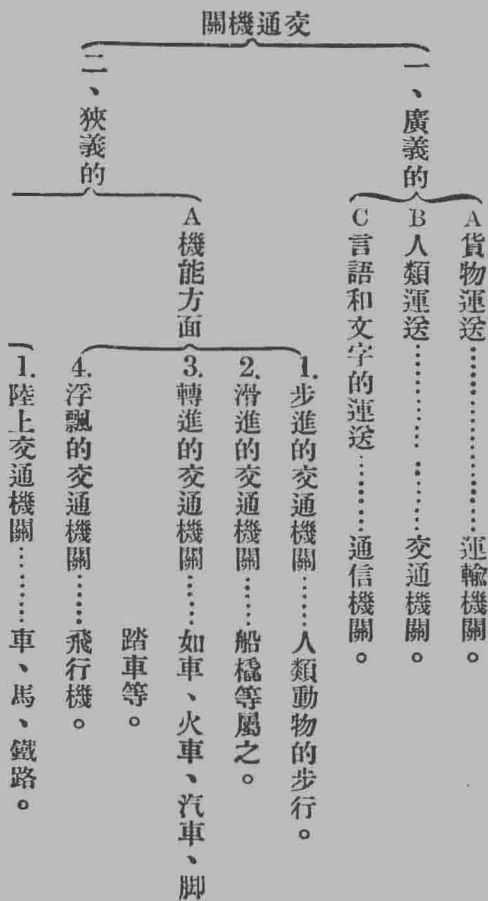 交通機關
一、廣義的
A 貨物運送…………………運輸機關。
B 人類運送…………………交通機關。
C 言語和文字的運送…………通信機關。
二、狹義的
A 機能方面
1. 步進的交通機關……人類動物的步行。
2. 滑進的交通機關……船橇等屬之。
3. 轉進的交通機關……如車、火車、汽車、脚
踏車等。
4. 浮飄的交通機關……飛行機。
1. 陸上交通機關………車、馬、鐵路。